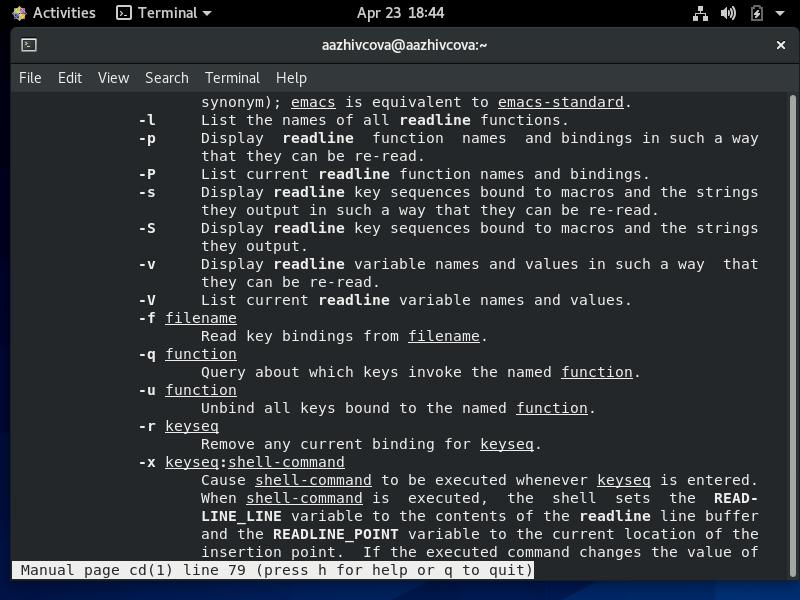 Activities Terminal Apr 23 18:44
aazhivcova@aazhivcova:~
File Edit View Search Terminal Help
synonym); emacs is equivalent to emacs-standard.
-l List the names of all readline functions.
-p Display readline function names and bindings in such a way
that they can be re-read.
-P List current readline function names and bindings.
-s Display readline key sequences bound to macros and the strings
they output in such a way that they can be re-read.
-S Display readline key sequences bound to macros and the strings
they output.
-v Display readline variable names and values in such a way that
they can be re-read.
-V List current readline variable names and values.
-f filename
Read key bindings from filename.
-q function
Query about which keys invoke the named function.
-u function
Unbind all keys bound to the named function.
-r keyseq
Remove any current binding for keyseq.
-x keyseq:shell-command
Cause shell-command to be executed whenever keyseq is entered.
When shell-command is executed, the shell sets the READ-
LINE_LINE variable to the contents of the readline line buffer
and the READLINE_POINT variable to the current location of the
insertion point. If the executed command changes the value of
Manual page cd(1) line 79 (press h for help or q to quit)